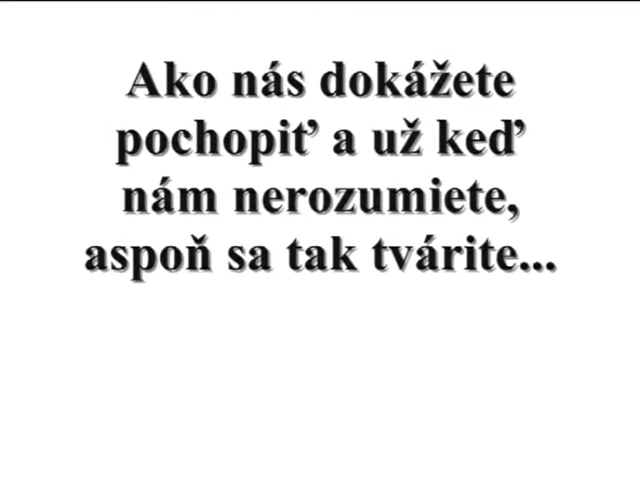 Ako nás dokážete
pochopiť a už keď
nám nerozumiete,
aspoň sa tak tvárite...